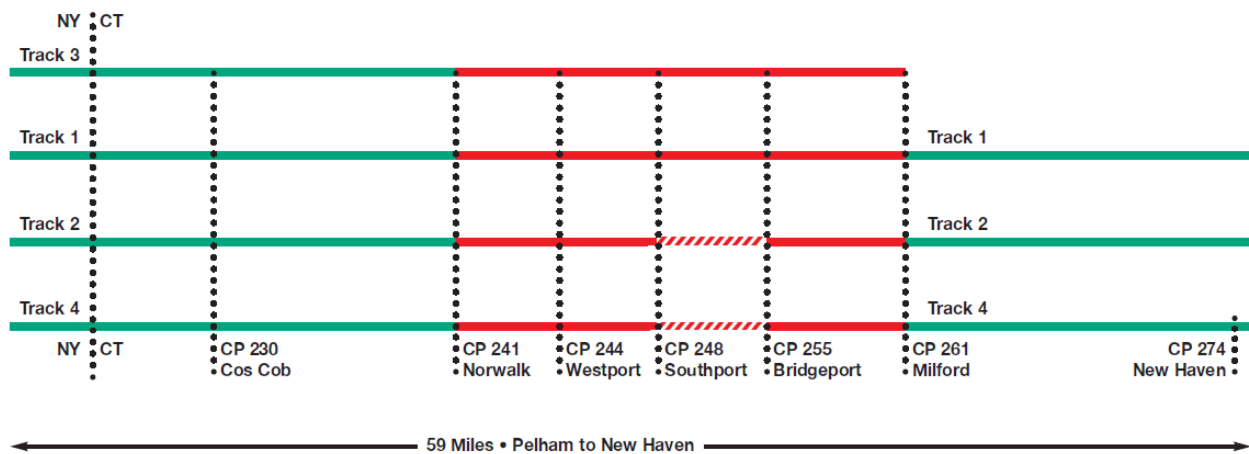 NY CT
Track 3
Track 1 Track 1
Track 2 Track 2
Track 4 Track 4
NY CT
CP 230
Cos Cob
CP 241
Norwalk
CP 244
Westport
CP 248
Southport
CP 255
Bridgeport
CP 261
Milford
CP 274
New Haven
59 Miles • Pelham to New Haven